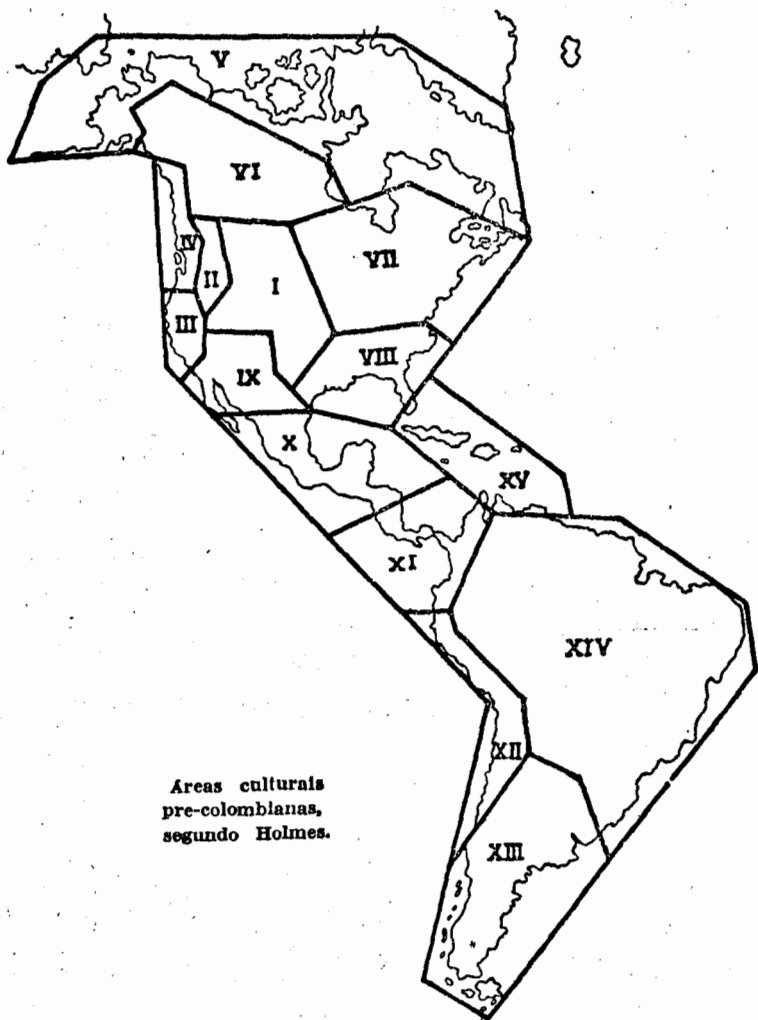 V
VI
IV
II
I
VII
III
IX
VIII
X
XV
XI
XIV
XII
XIII
Areas culturais
pre-colombianas,
segundo Holmes.